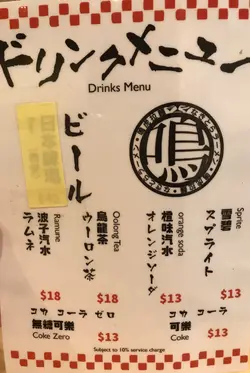 ドリンクメニュー
Drinks Menu
ビール
鳴
Sprite
雪碧
スプライト
$13
orange soda
橙味汽水
オレンジソーダ
$13
Oolong Tea
烏龍茶
ウーロン茶
$18
Ramune
波子汽水
ラムネ
$18
コカ コーラ ゼロ
無糖可樂
Coke Zero
$13
コカ コーラ
可樂
Coke
$13
Subject to 10% service charge